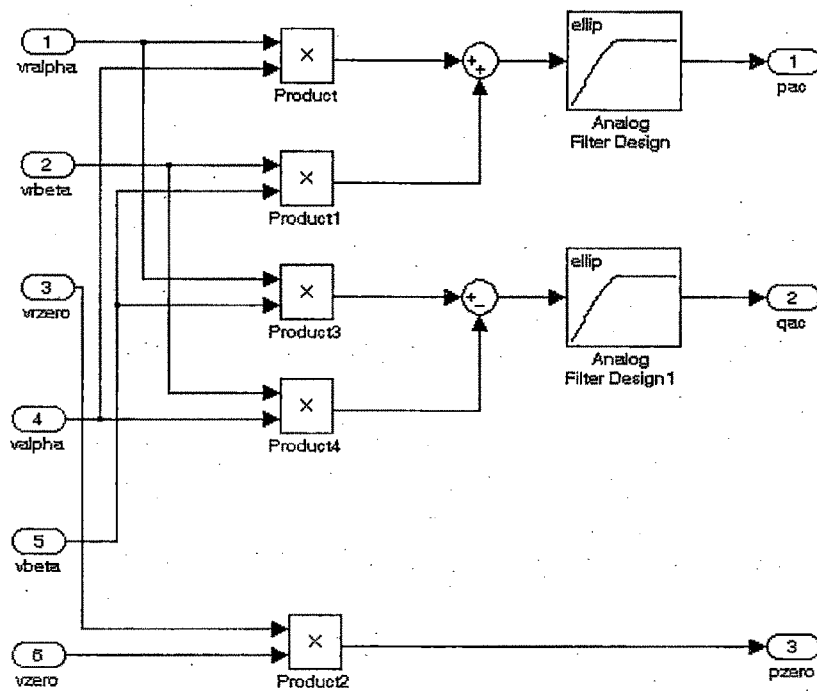 1
vralpha
×
Product
+
+
ellip
Analog
Filter Design
1
pac
2
vrbeta
×
Product1
3
vrzero
×
Product3
+
−
ellip
Analog
Filter Design1
2
qac
4
valpha
×
Product4
5
vbeta
6
vzero
×
Product2
3
pzero